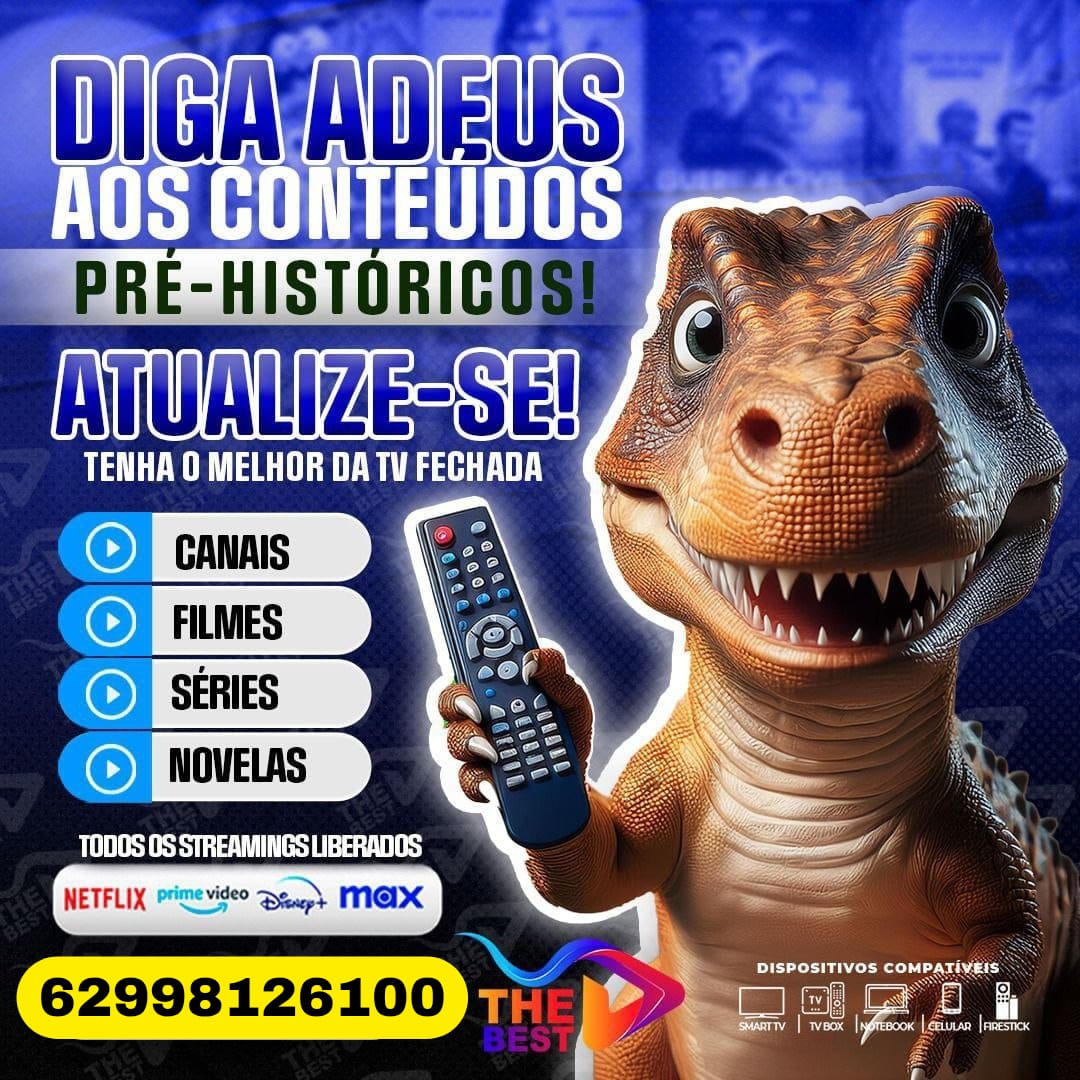 DIGA ADEUS
AOS CONTEÚDOS
PRÉ-HISTÓRICOS!
ATUALIZE-SE!
TENHA O MELHOR DA TV FECHADA
CANAIS
FILMES
SÉRIES
NOVELAS
TODOS OS STREAMINGS LIBERADOS
NETFLIX prime video Disney+ max
62998126100
THE
BEST
DISPOSITIVOS COMPATÍVEIS
TV
SMART TV | TV BOX | NOTEBOOK | CELULAR | FIRESTICK